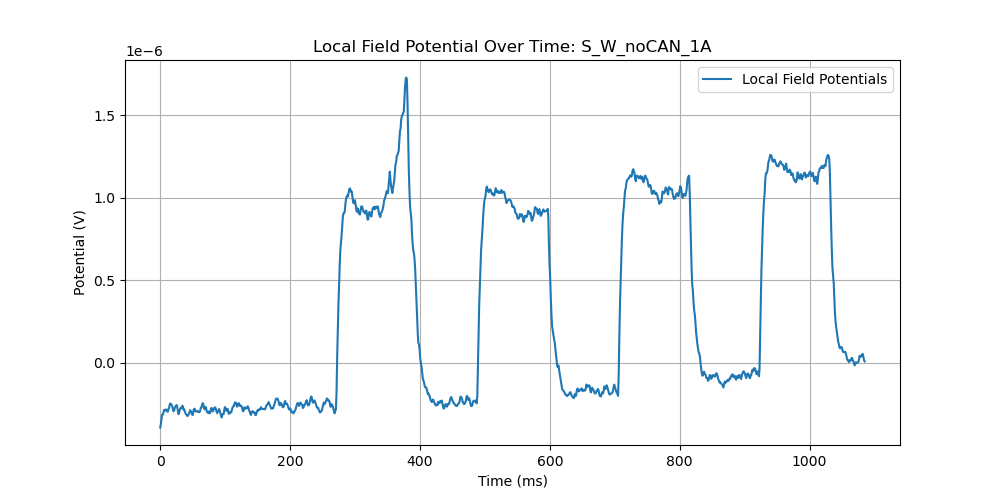 Local Field Potential Over Time: S_W_noCAN_1A
1e−6
Local Field Potentials
1.5
1.0
0.5
0.0
Potential (V)
0 200 400 600 800 1000
Time (ms)